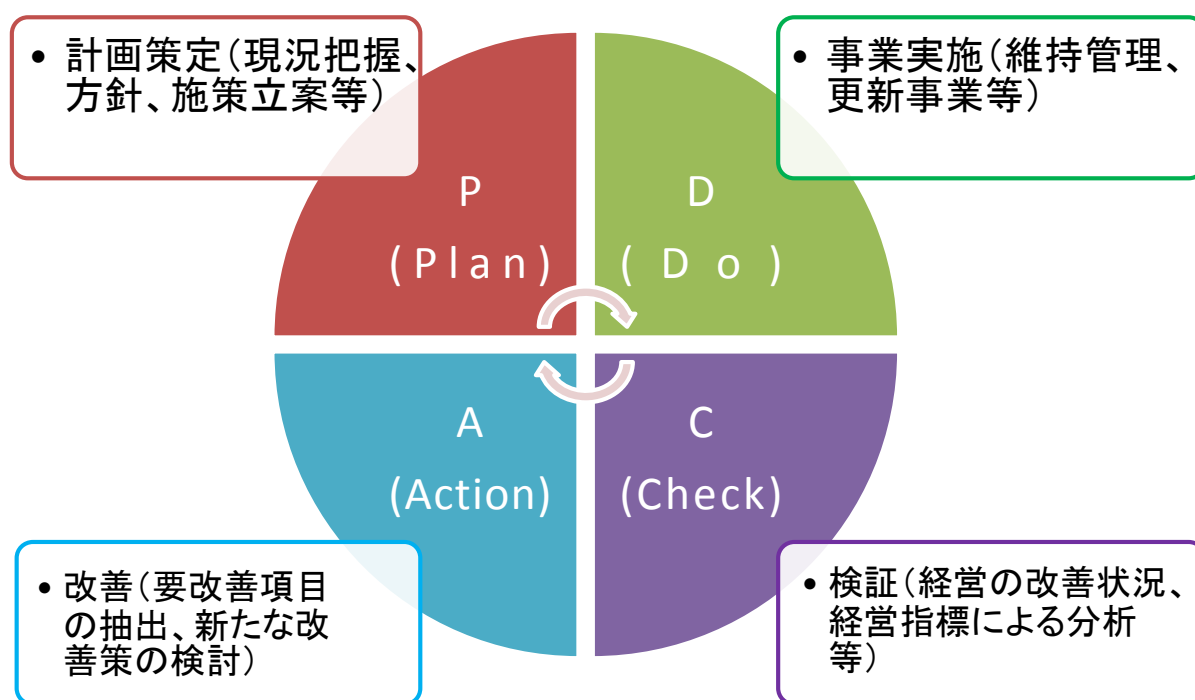 • 計画策定(現況把握、
方針、施策立案等)
• 事業実施(維持管理、
更新事業等)
P
(Plan)
D
(Do)
A
(Action)
C
(Check)
• 改善(要改善項目
の抽出、新たな改
善策の検討)
• 検証(経営の改善状況、
経営指標による分析
等)